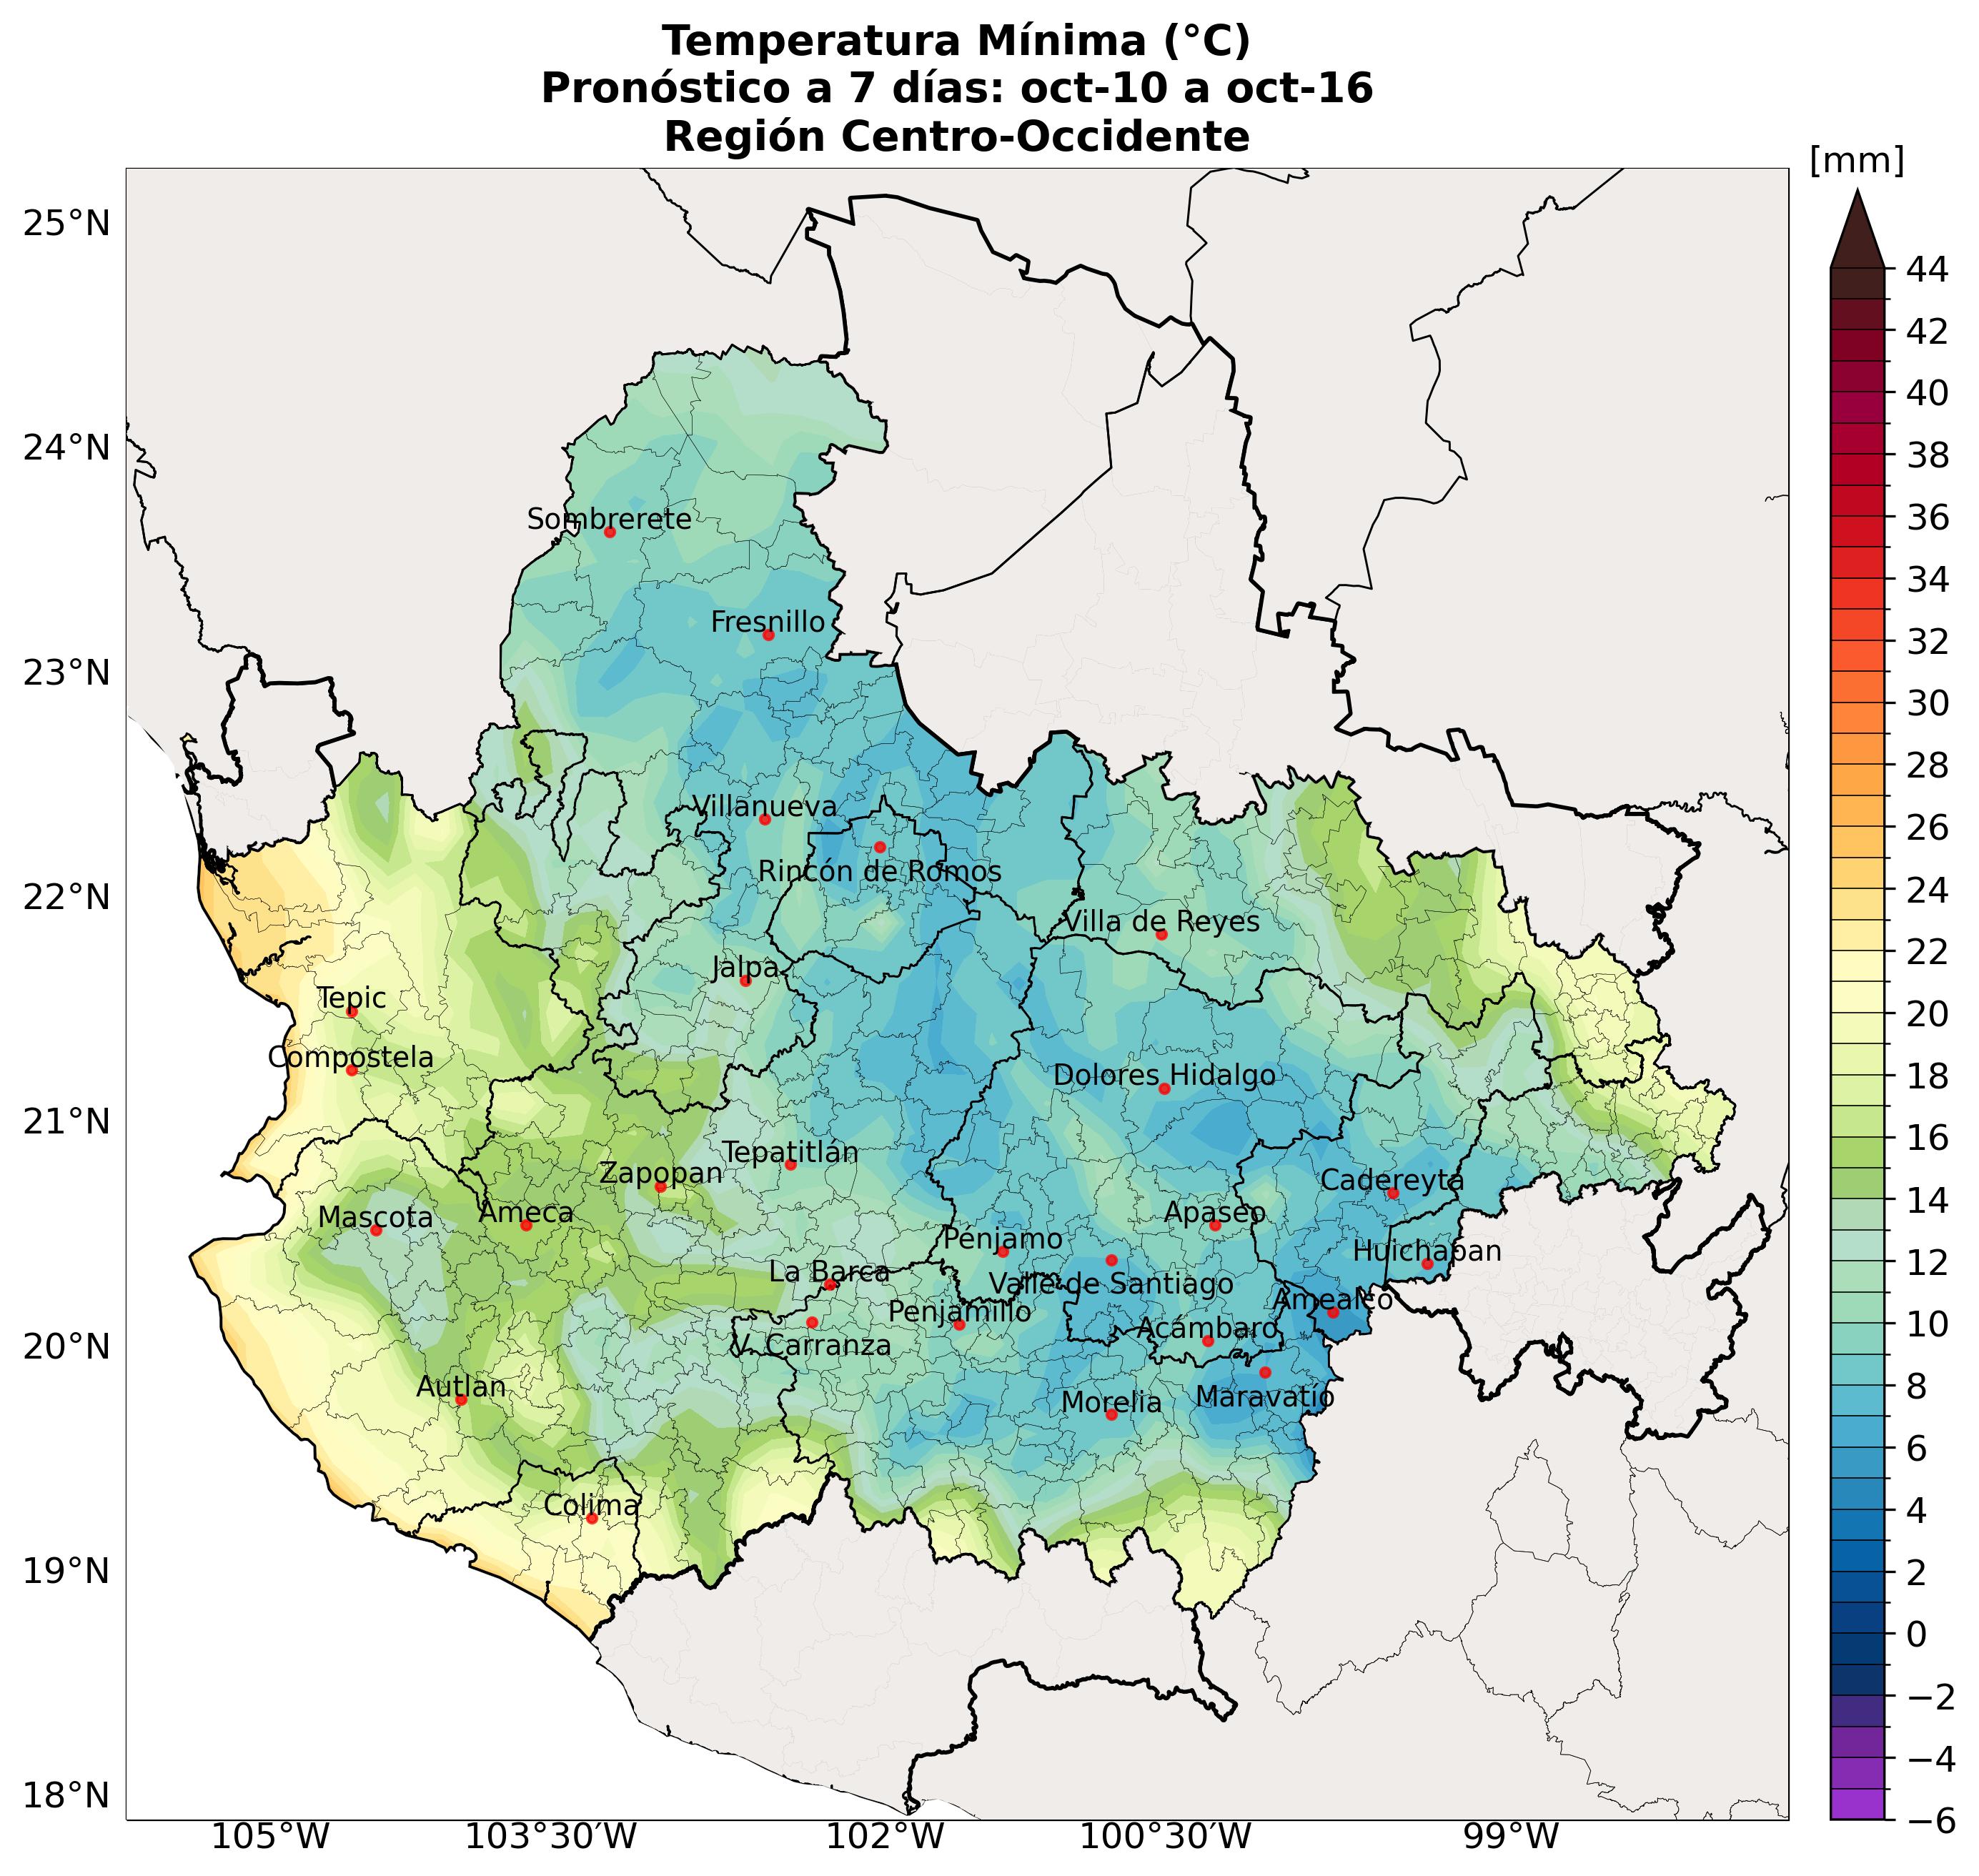 Temperatura Mínima (°C)
Pronóstico a 7 días: oct-10 a oct-16
Región Centro-Occidente
[mm]
25°N
24°N
23°N
22°N
21°N
20°N
19°N
18°N
Sombrerete
Fresnillo
Villanueva
Rincón de Romos
Villa de Reyes
Jalpa
Tepic
Compostela
Dolores Hidalgo
Tepatitlán
Zapopan
Cadereyta
Mascota
Ameca
Apaseo
Pénjamo
Huichapan
La Barca
Valle de Santiago
Amealco
Penjamillo
Acámbaro
V. Carranza
Autlan
Maravatío
Morelia
Colima
44
42
40
38
36
34
32
30
28
26
24
22
20
18
16
14
12
10
8
6
4
2
0
−2
−4
−6
105°W
103°30′W
102°W
100°30′W
99°W